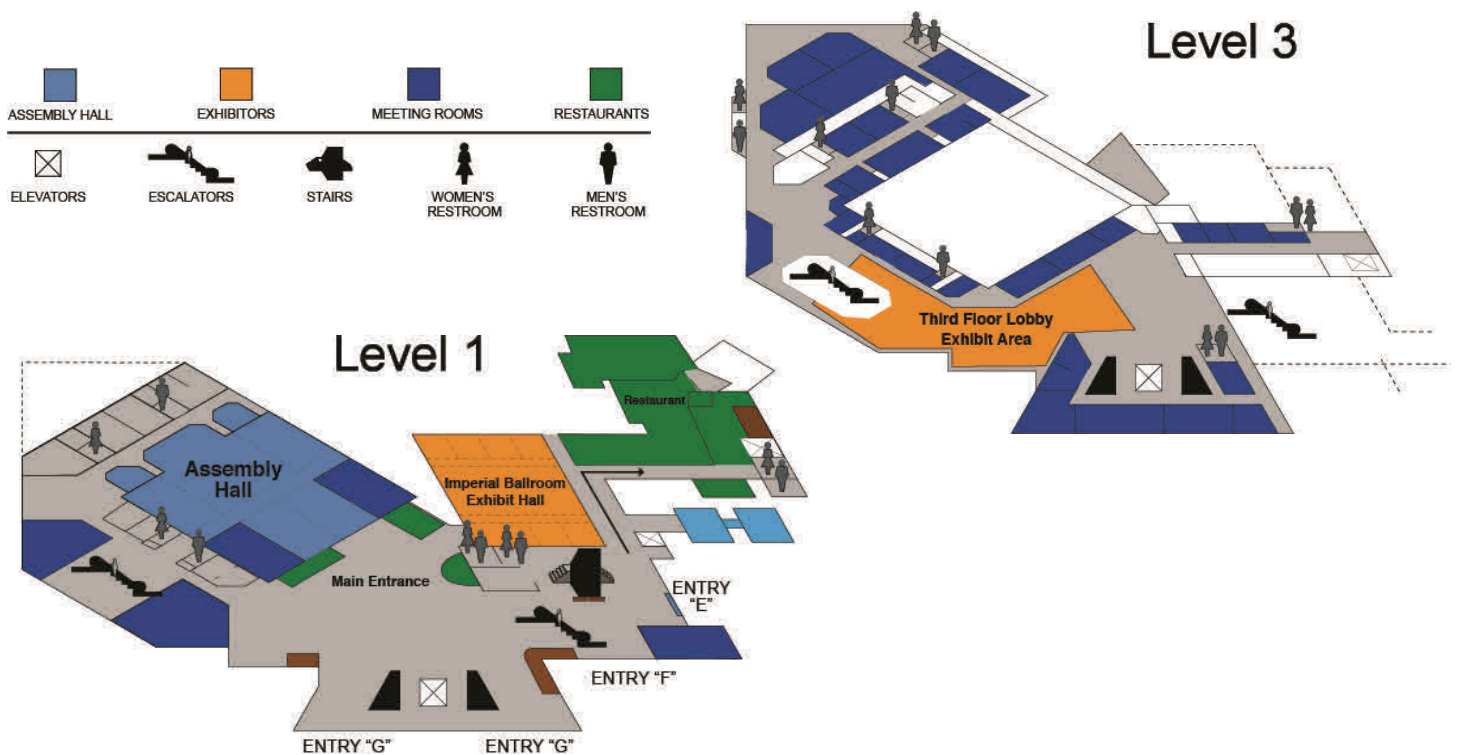 Level 3
ASSEMBLY HALL
EXHIBITORS
MEETING ROOMS
RESTAURANTS
ELEVATORS
ESCALATORS
STAIRS
WOMEN'S
RESTROOM
MEN'S
RESTROOM
Third Floor Lobby
Exhibit Area
Level 1
Restaurant
Assembly
Hall
Imperial Ballroom
Exhibit Hall
Main Entrance
ENTRY
"E"
ENTRY "F"
ENTRY "G"
ENTRY "G"